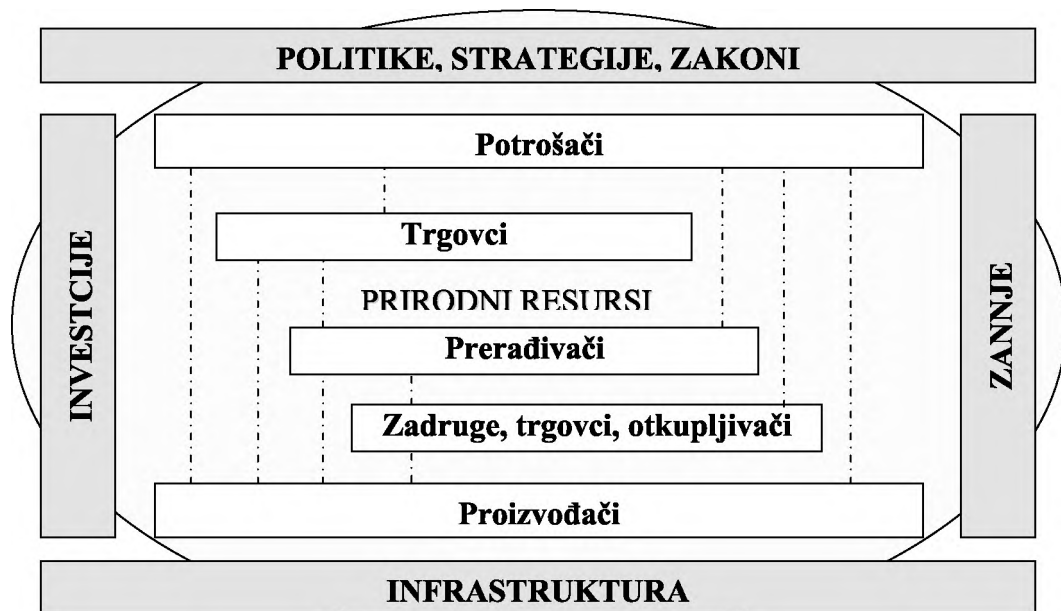 POLITIKE, STRATEGIJE, ZAKONI
INVESTCIJE
Potrošači
Trgovci
PRIRODNI RESURSI
Prerađivači
Zadruge, trgovci, otkupljivači
Proizvođači
ZANNJE
INFRASTRUKTURA